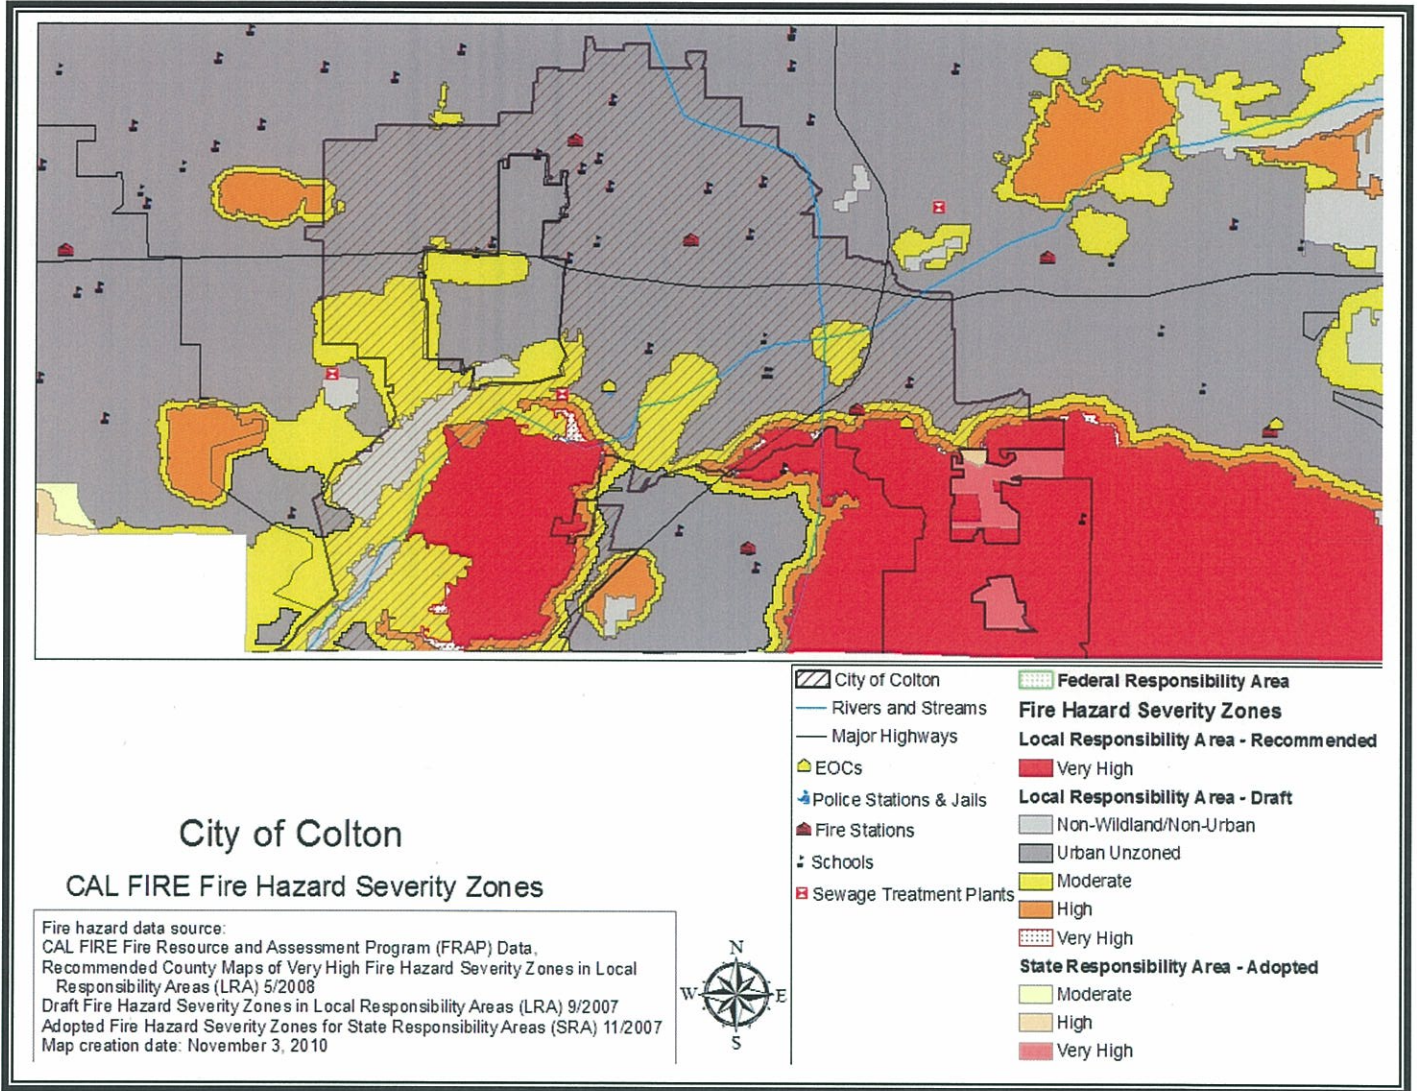 City of Colton
CAL FIRE Fire Hazard Severity Zones
Fire hazard data source:
CAL FIRE Fire Resource and Assessment Program (FRAP) Data,
Recommended County Maps of Very High Fire Hazard Severity Zones in Local
Responsibility Areas (LRA) 5/2008
Draft Fire Hazard Severity Zones in Local Responsibility Areas (LRA) 9/2007
Adopted Fire Hazard Severity Zones for State Responsibility Areas (SRA) 11/2007
Map creation date: November 3, 2010
N
W E
S
City of Colton
Rivers and Streams
Major Highways
EOCs
Police Stations & Jails
Fire Stations
Schools
Sewage Treatment Plants
Federal Responsibility Area
Fire Hazard Severity Zones
Local Responsibility Area - Recommended
Very High
Local Responsibility Area - Draft
Non-Wildland/Non-Urban
Urban Unzoned
Moderate
High
Very High
State Responsibility Area - Adopted
Moderate
High
Very High